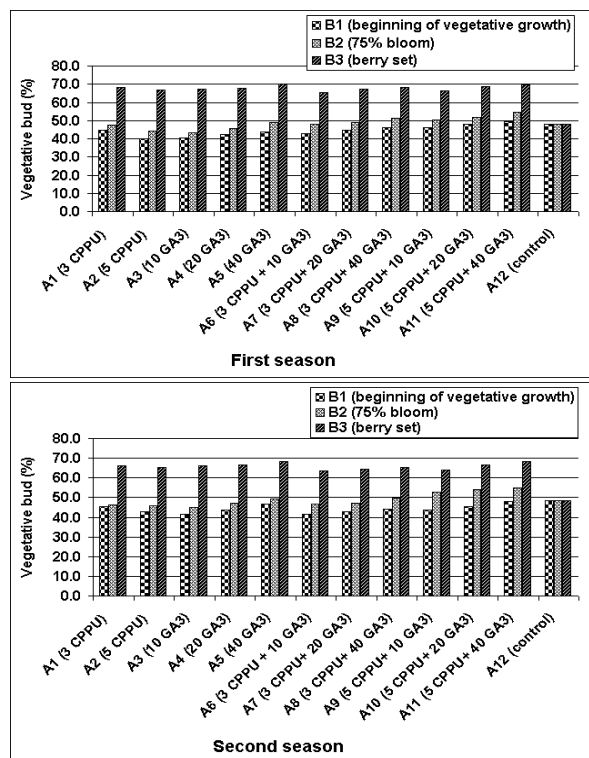 B1 (beginning of vegetative growth)
B2 (75% bloom)
B3 (berry set)
Vegetative bud (%)
80.0
70.0
60.0
50.0
40.0
30.0
20.0
10.0
0.0
A1 (3 CPPU)
A2 (5 CPPU)
A3 (10 GA3)
A4 (20 GA3)
A5 (40 GA3)
A6 (3 CPPU + 10 GA3)
A7 (3 CPPU+ 20 GA3)
A8 (3 CPPU+ 40 GA3)
A9 (5 CPPU+ 10 GA3)
A10 (5 CPPU+ 20 GA3)
A11 (5 CPPU+ 40 GA3)
A12 (control)
First season
B1 (beginning of vegetative growth)
B2 (75% bloom)
B3 (berry set)
Vegetative bud (%)
80.0
70.0
60.0
50.0
40.0
30.0
20.0
10.0
0.0
A1 (3 CPPU)
A2 (5 CPPU)
A3 (10 GA3)
A4 (20 GA3)
A5 (40 GA3)
A6 (3 CPPU + 10 GA3)
A7 (3 CPPU+ 20 GA3)
A8 (3 CPPU+ 40 GA3)
A9 (5 CPPU+ 10 GA3)
A10 (5 CPPU+ 20 GA3)
A11 (5 CPPU+ 40 GA3)
A12 (control)
Second season